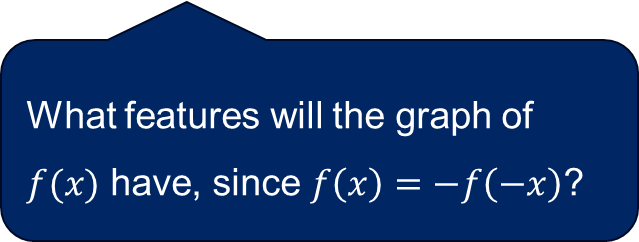 What features will the graph of
𝑓(𝑥) have, since 𝑓(𝑥) = −𝑓(−𝑥)?